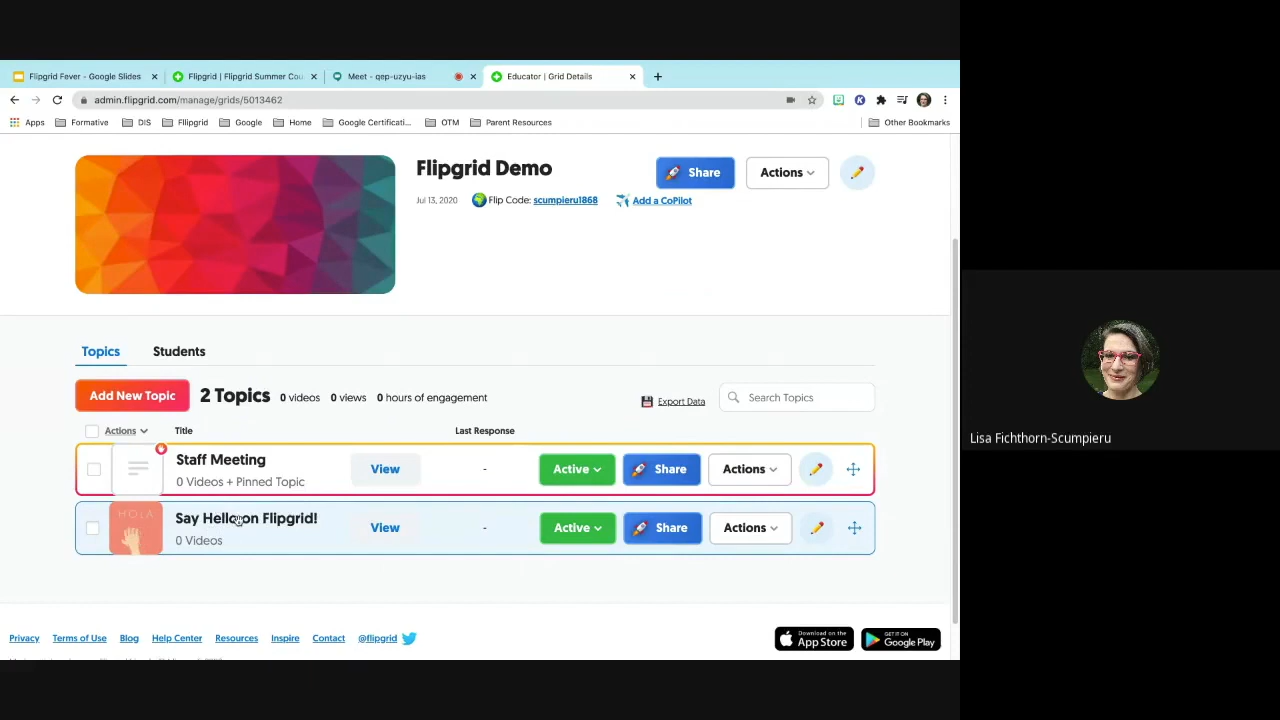 Flipgrid Fever - Google Slides
Flipgrid | Flipgrid Summer Cou
Meet - qep-uzyu-ias
Educator | Grid Details
admin.flipgrid.com/manage/grids/5013462
Apps Formative DIS Flipgrid Google Home Google Certificati... OTM Parent Resources Other Bookmarks
Flipgrid Demo
Share
Actions
Jul 13, 2020 Flip Code: scumpieru1868 Add a CoPilot
Topics Students
Add New Topic 2 Topics 0 videos 0 views 0 hours of engagement Export Data Search Topics
Actions Title Last Response
Staff Meeting
0 Videos + Pinned Topic
View - Active Share Actions
HOLA
Say Hello on Flipgrid!
0 Videos
View - Active Share Actions
Privacy Terms of Use Blog Help Center Resources Inspire Contact @flipgrid
Download on the App Store
GET IT ON Google Play
Lisa Fichthorn-Scumpieru